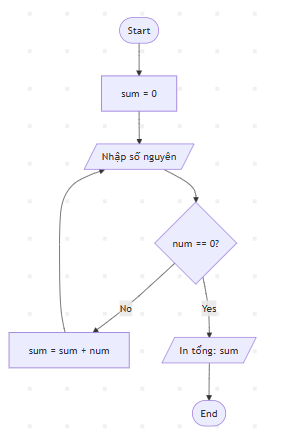 Start
sum = 0
Nhập số nguyên
num == 0?
No
Yes
sum = sum + num
In tổng: sum
End